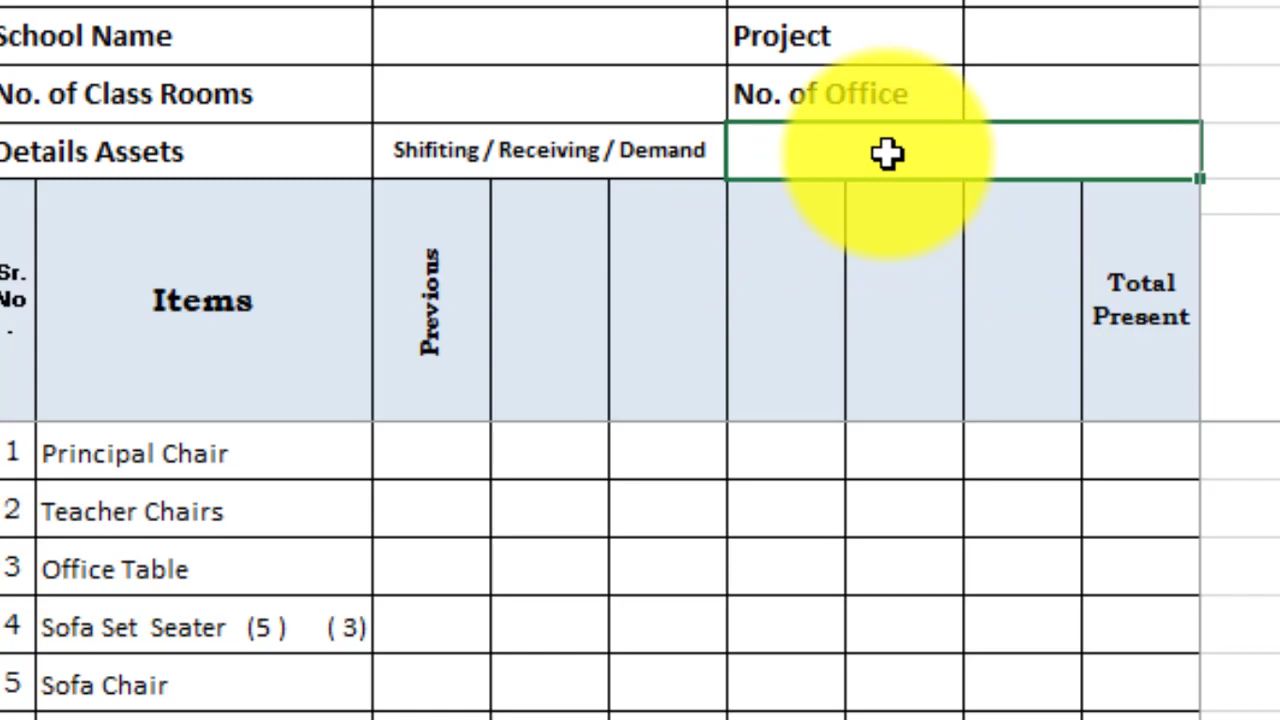 School Name Project
No. of Class Rooms No. of Office
Details Assets Shifiting / Receiving / Demand
Sr. No . Items Previous Total Present
1 Principal Chair
2 Teacher Chairs
3 Office Table
4 Sofa Set Seater (5 ) ( 3)
5 Sofa Chair